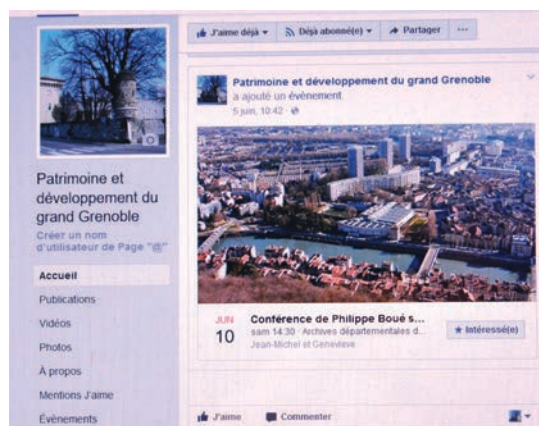 J'aime déjà
Déjà abonné(e)
Partager
Patrimoine et développement du grand Grenoble
a ajouté un évènement.
5 juin, 10:42
Patrimoine et
développement du
grand Grenoble
Créer un nom
d'utilisateur de Page "@"
Accueil
Publications
Vidéos
Photos
À propos
Mentions J'aime
Évènements
JUN
10
Conférence de Philippe Boué s...
sam 14:30 · Archives départementales d...
Jean-Michel et Geneviève
Intéressé(e)
J'aime
Commenter